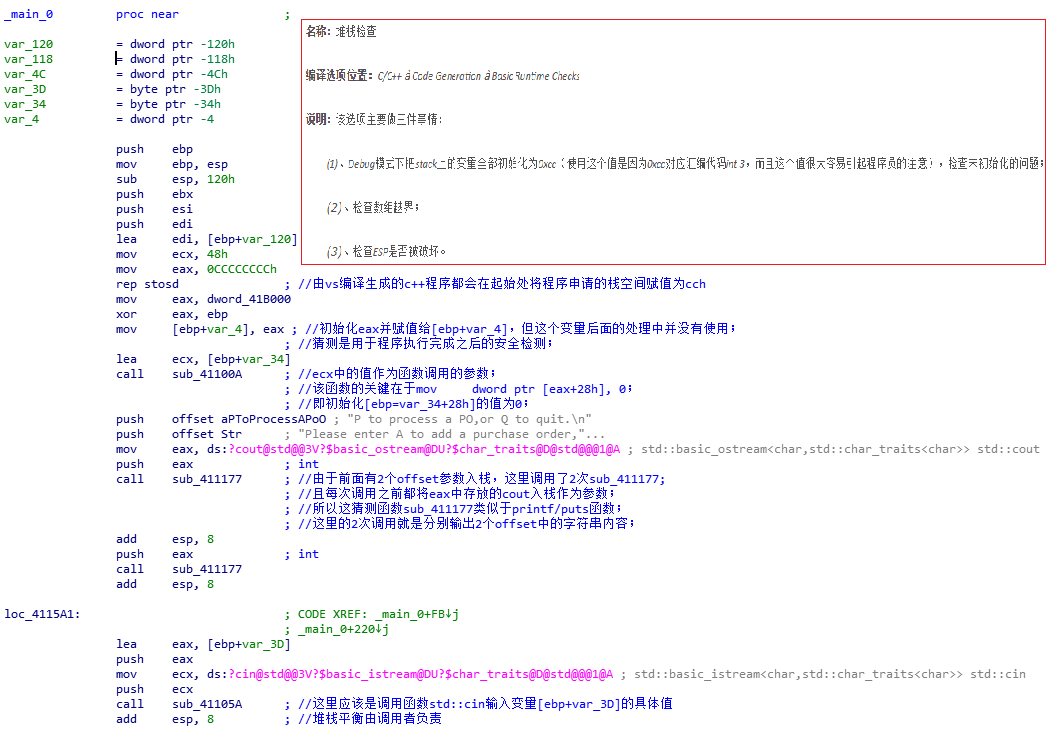 _main_0 proc near ;
名称：堆栈检查
var_120 = dword ptr -120h
var_118 = dword ptr -118h
编译选项位置：C/C++ à Code Generation à Basic Runtime Checks
var_4C = dword ptr -4Ch
var_3D = byte ptr -3Dh
var_34 = byte ptr -34h
var_4 = dword ptr -4
说明：该选项主要做三件事情：
push ebp
mov ebp, esp
(1)、Debug模式下把stack上的变量全部初始化为0xcc（使用这个值是因为0xcc对应汇编代码int 3，而且这个值很大容易引起程序员的注意），检查未初始化的问题；
sub esp, 120h
push ebx
push esi
(2)、检查数组越界；
push edi
lea edi, [ebp+var_120]
mov ecx, 48h
(3)、检查ESP是否被破坏。
mov eax, 0CCCCCCCCh
rep stosd ; //由vs编译生成的c++程序都会在起始处将程序申请的栈空间赋值为cch
mov eax, dword_41B000
xor eax, ebp
mov [ebp+var_4], eax ; //初始化eax并赋值给[ebp+var_4]，但这个变量后面的处理中并没有使用；
; //猜测是用于程序执行完成之后的安全检测；
lea ecx, [ebp+var_34]
call sub_41100A ; //ecx中的值作为函数调用的参数；
; //该函数的关键在于mov dword ptr [eax+28h], 0；
; //即初始化[ebp=var_34+28h]的值为0；
push offset aPToProcessAPoO ; "P to process a PO,or Q to quit.\n"
push offset Str ; "Please enter A to add a purchase order,"...
mov eax, ds:?cout@std@@3V?$basic_ostream@DU?$char_traits@D@std@@@1@A ; std::basic_ostream<char,std::char_traits<char>> std::cout
push eax ; int
call sub_411177 ; //由于前面有2个offset参数入栈，这里调用了2次sub_411177;
; //且每次调用之前都将eax中存放的cout入栈作为参数；
; //所以这猜测函数sub_411177类似于printf/puts函数；
; //这里的2次调用就是分别输出2个offset中的字符串内容；
add esp, 8
push eax ; int
call sub_411177
add esp, 8
loc_4115A1: ; CODE XREF: _main_0+FB↓j
; _main_0+220↓j
lea eax, [ebp+var_3D]
push eax
mov ecx, ds:?cin@std@@3V?$basic_istream@DU?$char_traits@D@std@@@1@A ; std::basic_istream<char,std::char_traits<char>> std::cin
push ecx
call sub_41105A ; //这里应该是调用函数std::cin输入变量[ebp+var_3D]的具体值
add esp, 8 ; //堆栈平衡由调用者负责